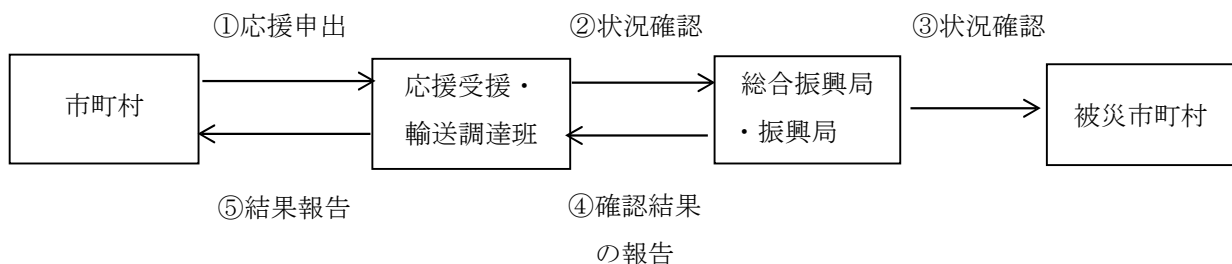 ①応援申出
②状況確認
③状況確認
市町村
応援受援・
輸送調達班
総合振興局
・振興局
被災市町村
⑤結果報告
④確認結果
の報告